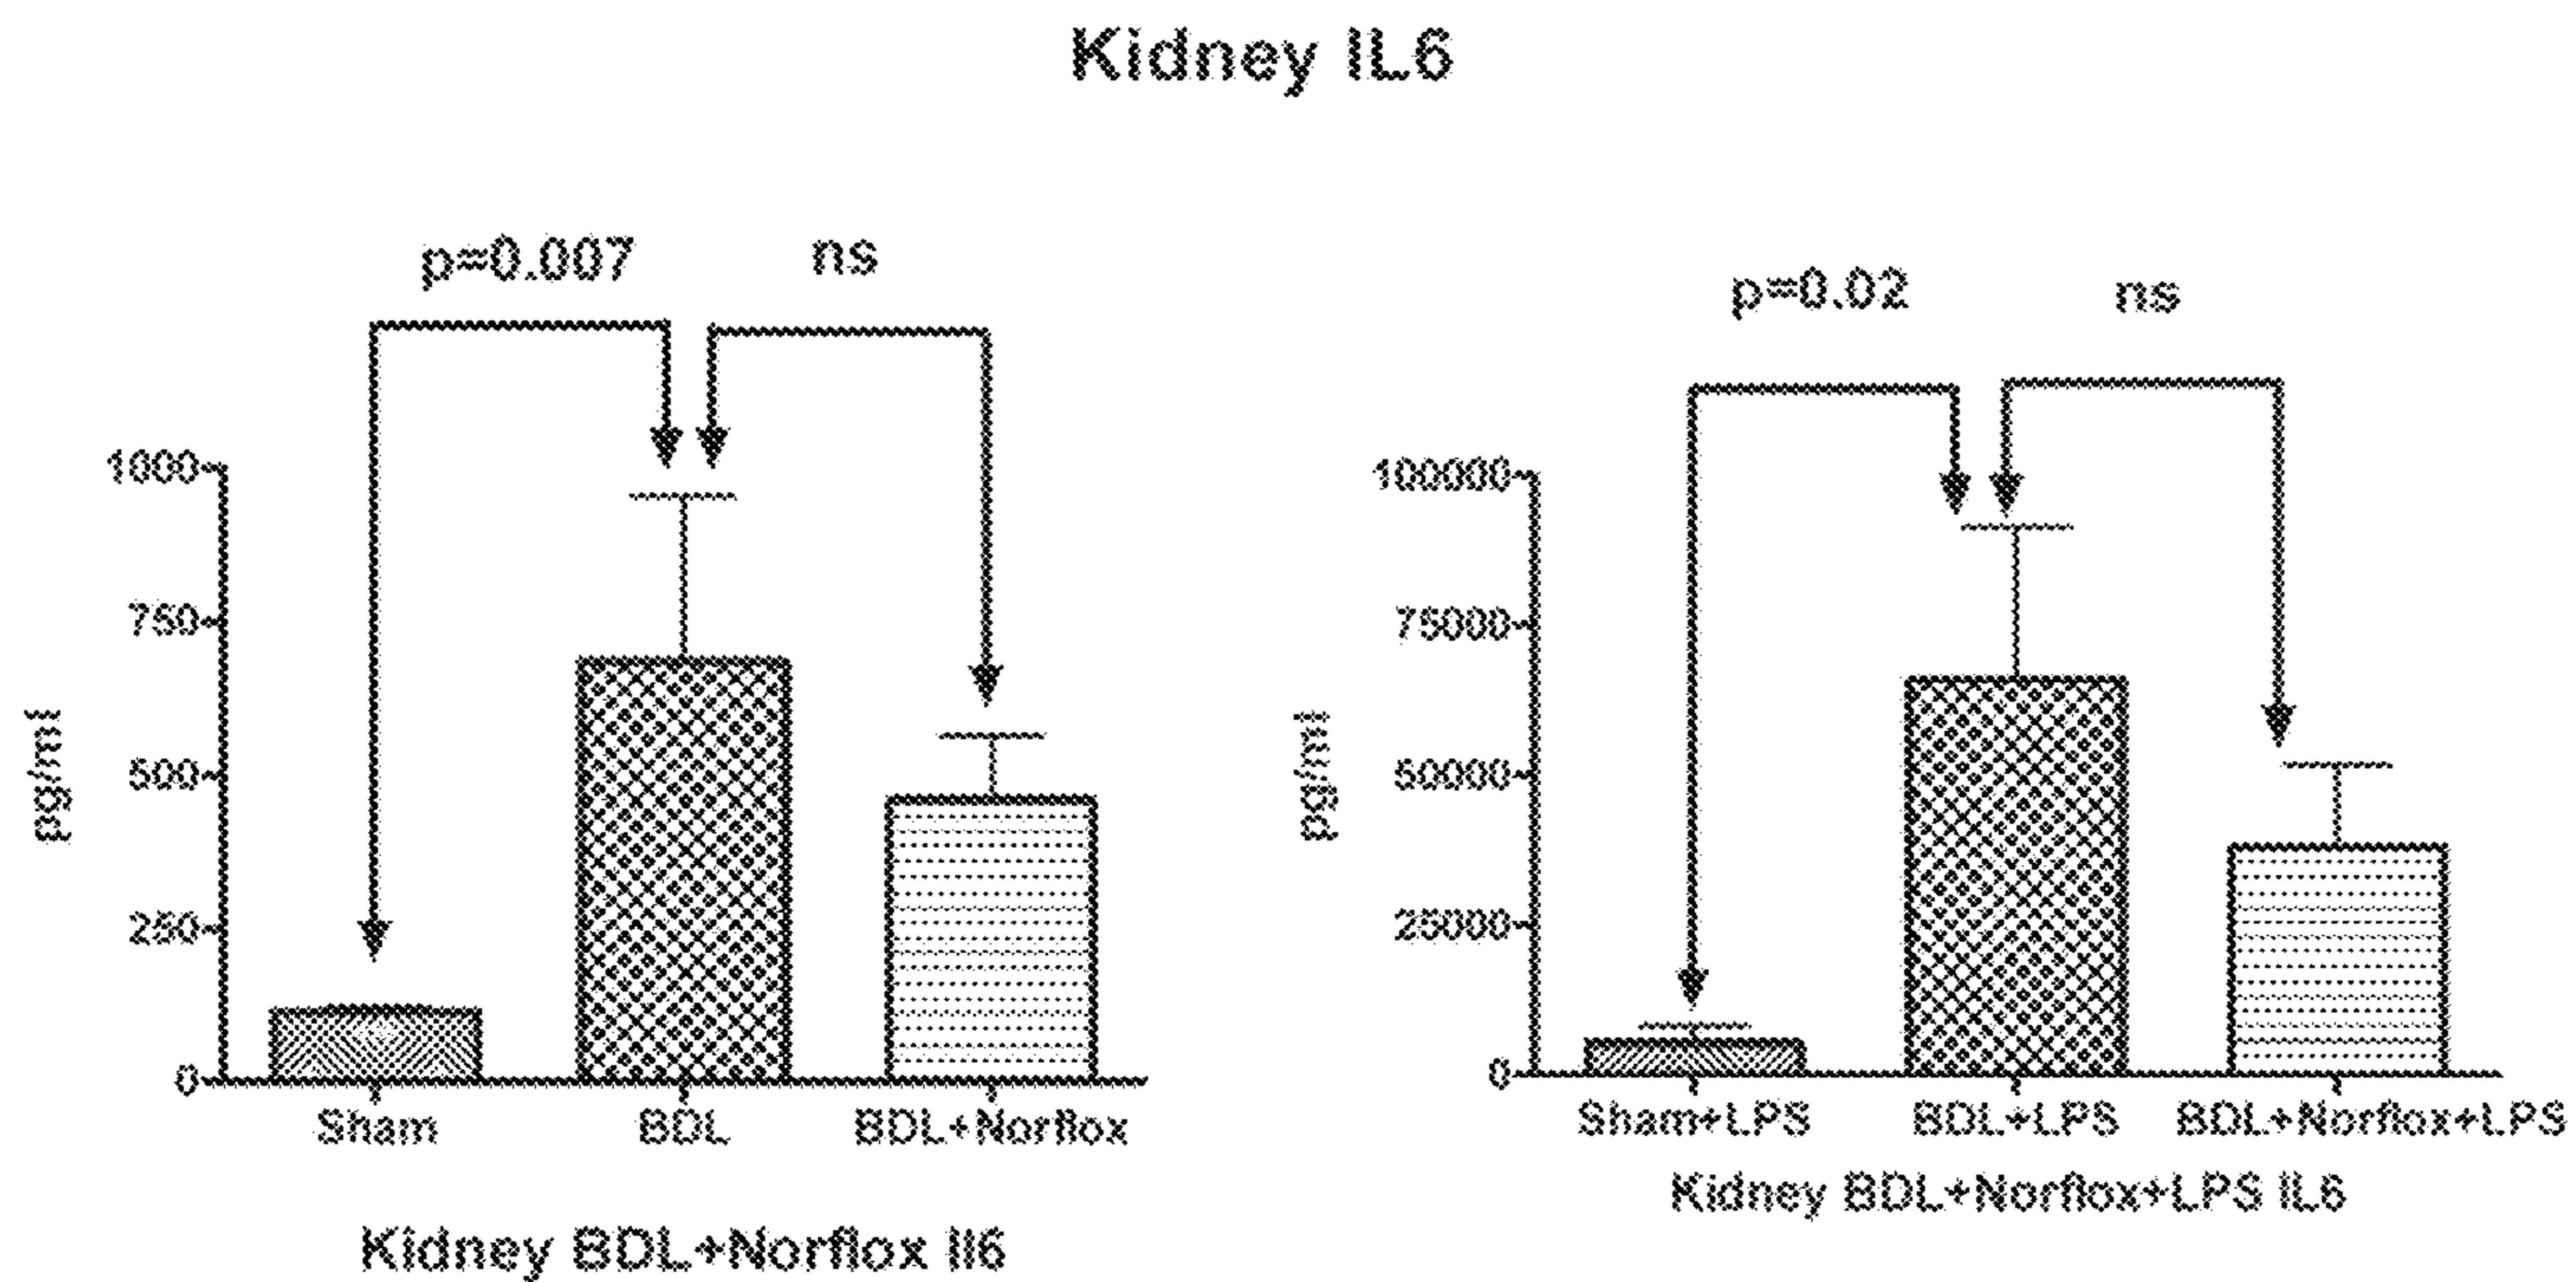 Kidney IL6
p=0.007
ns
1000
750
500
250
0
pg/ml
Sham
BDL
BDL+Norflox
Kidney BDL+Norflox Il6
p=0.02
ns
100000
75000
50000
25000
0
pg/ml
Sham+LPS
BDL+LPS
BDL+Norflox+LPS
Kidney BDL+Norflox+LPS IL6